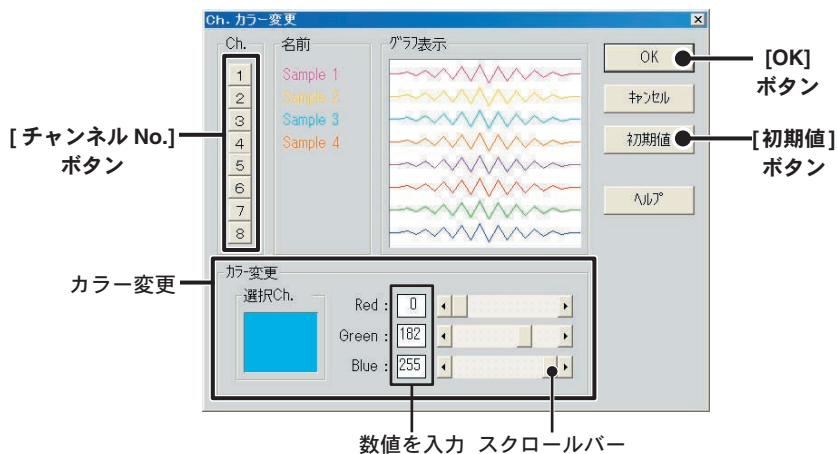 Ch. カラー変更
Ch.
名前
グラフ表示
1
2
3
4
5
6
7
8
Sample 1
Sample 2
Sample 3
Sample 4
OK
キャンセル
初期値
ヘルプ
[OK]
ボタン
[初期値]
ボタン
[チャンネル No.]
ボタン
カラー変更
カラー変更
選択Ch.
Red : 0
Green : 182
Blue : 255
数値を入力 スクロールバー